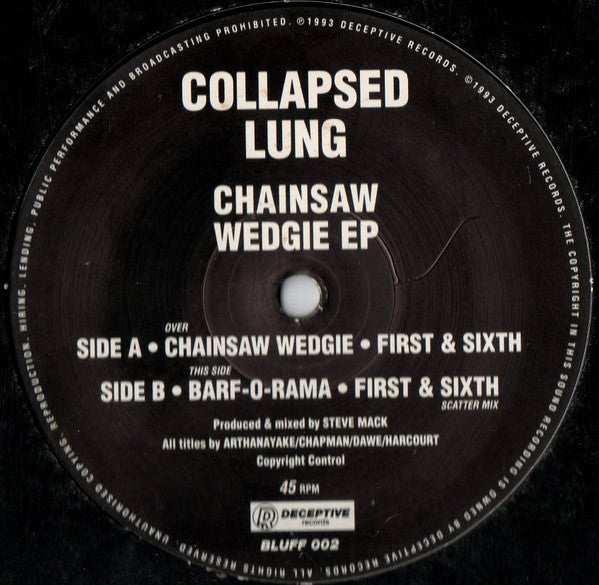 COLLAPSED
LUNG
CHAINSAW
WEDGIE EP
OVER
SIDE A • CHAINSAW WEDGIE • FIRST & SIXTH
THIS SIDE
SIDE B • BARF-O-RAMA • FIRST & SIXTH
SCATTER MIX
Produced & mixed by STEVE MACK
All titles by ARTHANAYAKE/CHAPMAN/DAWE/HARCOURT
Copyright Control
45 RPM
DECEPTIVE
records
BLUFF 002
℗1993 DECEPTIVE RECORDS. ©1993 DECEPTIVE RECORDS. THE COPYRIGHT IN THIS SOUND RECORDING IS OWNED BY DECEPTIVE RECORDS. ALL RIGHTS RESERVED. UNAUTHORISED COPYING, REPRODUCTION, HIRING, LENDING, PUBLIC PERFORMANCE AND BROADCASTING PROHIBITED.